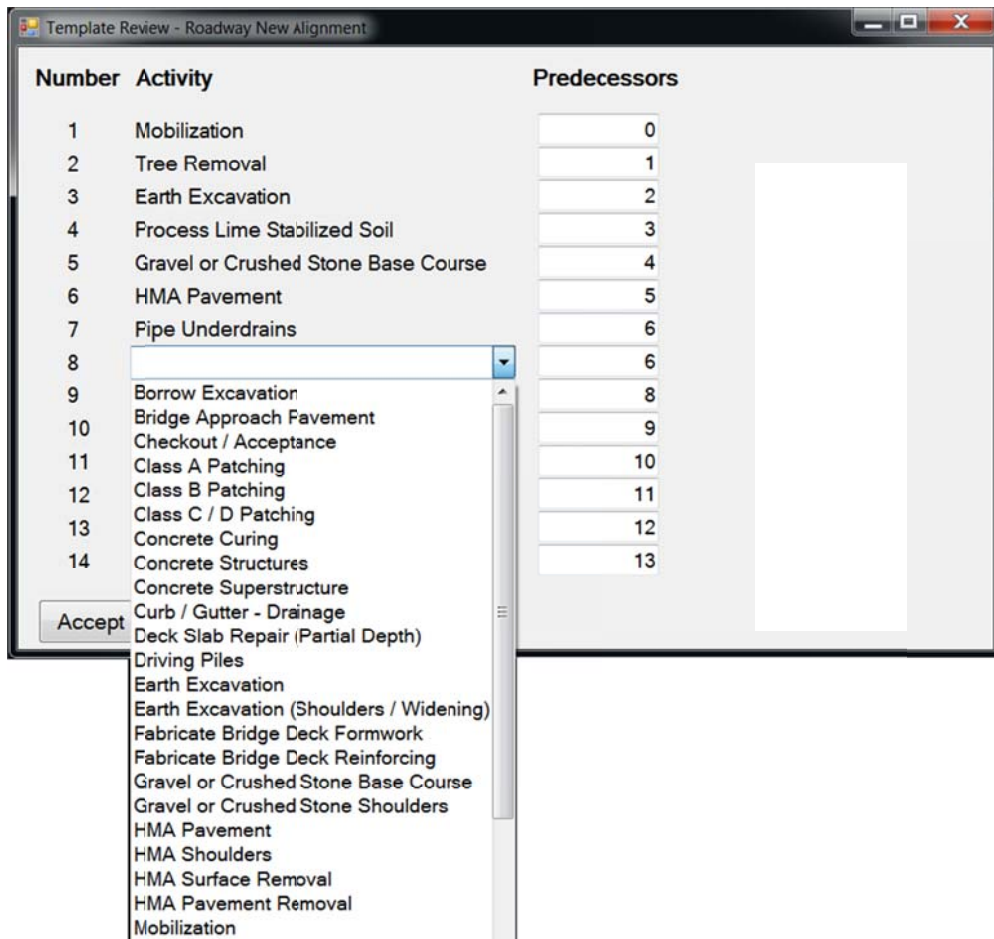 Template Review - Roadway New Alignment
Number Activity Predecessors
1 Mobilization 0
2 Tree Removal 1
3 Earth Excavation 2
4 Process Lime Stabilized Soil 3
5 Gravel or Crushed Stone Base Course 4
6 HMA Pavement 5
7 Pipe Underdrains 6
8 6
9 8
10 9
11 10
12 11
13 12
14 13
Borrow Excavation
Bridge Approach Pavement
Checkout / Acceptance
Class A Patching
Class B Patching
Class C / D Patching
Concrete Curing
Concrete Structures
Concrete Superstructure
Curb / Gutter - Drainage
Deck Slab Repair (Partial Depth)
Driving Piles
Earth Excavation
Earth Excavation (Shoulders / Widening)
Fabricate Bridge Deck Formwork
Fabricate Bridge Deck Reinforcing
Gravel or Crushed Stone Base Course
Gravel or Crushed Stone Shoulders
HMA Pavement
HMA Shoulders
HMA Surface Removal
HMA Pavement Removal
Mobilization
Accept